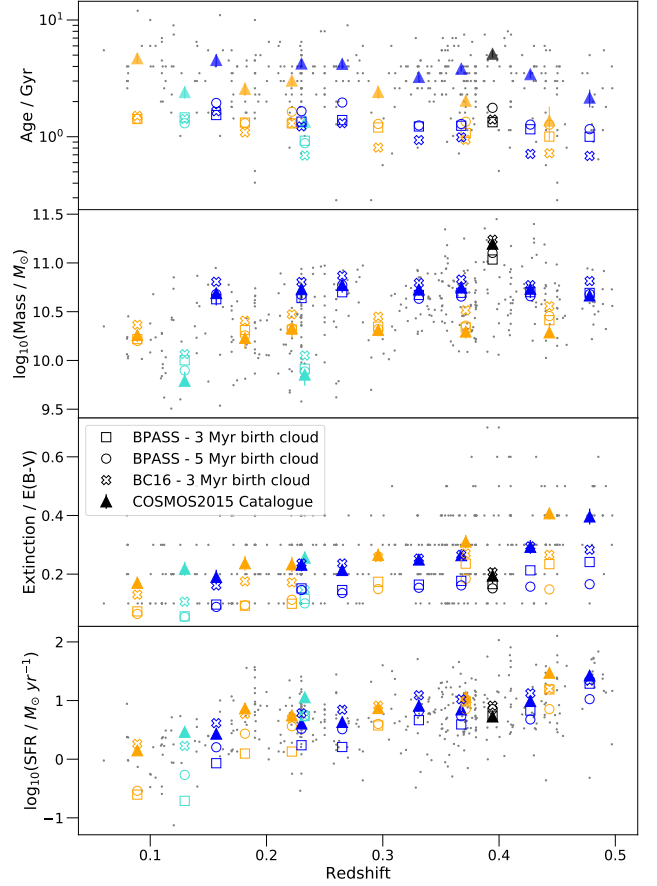 10¹
10⁰
Age / Gyr
11.5
11.0
10.5
10.0
9.5
log₁₀(Mass / M☉)
BPASS - 3 Myr birth cloud
BPASS - 5 Myr birth cloud
BC16 - 3 Myr birth cloud
COSMOS2015 Catalogue
0.6
0.4
0.2
Extinction / E(B-V)
2
1
0
−1
log₁₀(SFR / M☉ yr⁻¹)
0.1 0.2 0.3 0.4 0.5
Redshift